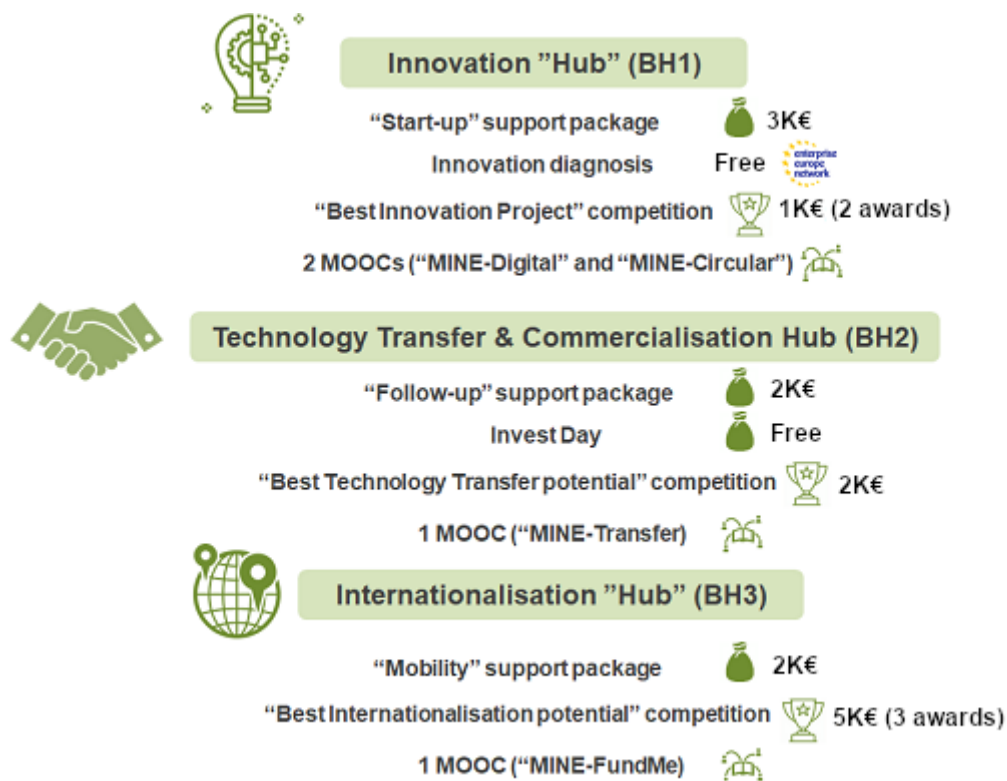 Innovation ”Hub” (BH1)
“Start-up” support package 3K€
Innovation diagnosis Free enterprise europe network
“Best Innovation Project” competition 1K€ (2 awards)
2 MOOCs (“MINE-Digital” and “MINE-Circular”)
Technology Transfer & Commercialisation Hub (BH2)
“Follow-up” support package 2K€
Invest Day Free
“Best Technology Transfer potential” competition 2K€
1 MOOC (“MINE-Transfer)
Internationalisation ”Hub” (BH3)
“Mobility” support package 2K€
“Best Internationalisation potential” competition 5K€ (3 awards)
1 MOOC (“MINE-FundMe)